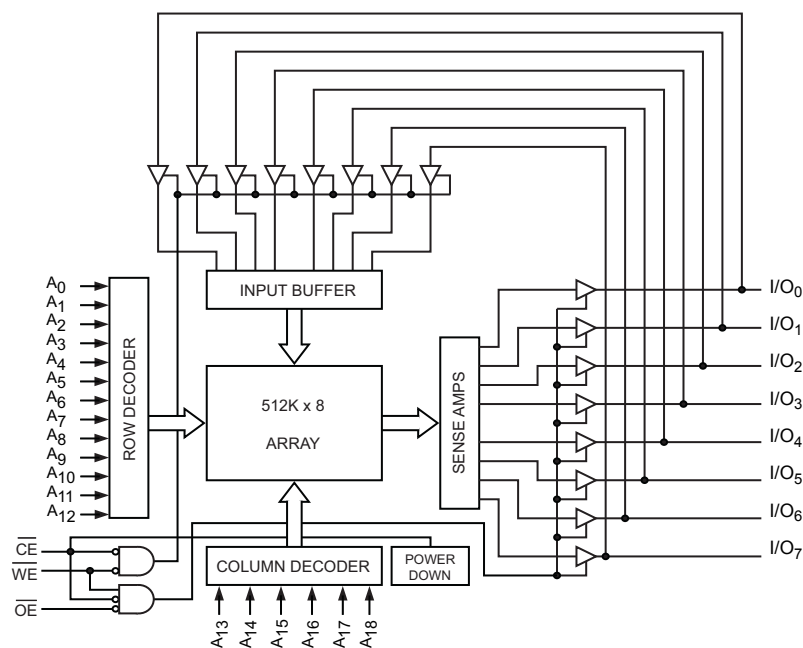 INPUT BUFFER
A0
A1
A2
A3
A4
A5
A6
A7
A8
A9
A10
A11
A12
ROW DECODER
512K x 8
ARRAY
SENSE AMPS
I/O0
I/O1
I/O2
I/O3
I/O4
I/O5
I/O6
I/O7
CE
WE
OE
COLUMN DECODER
POWER
DOWN
A13
A14
A15
A16
A17
A18